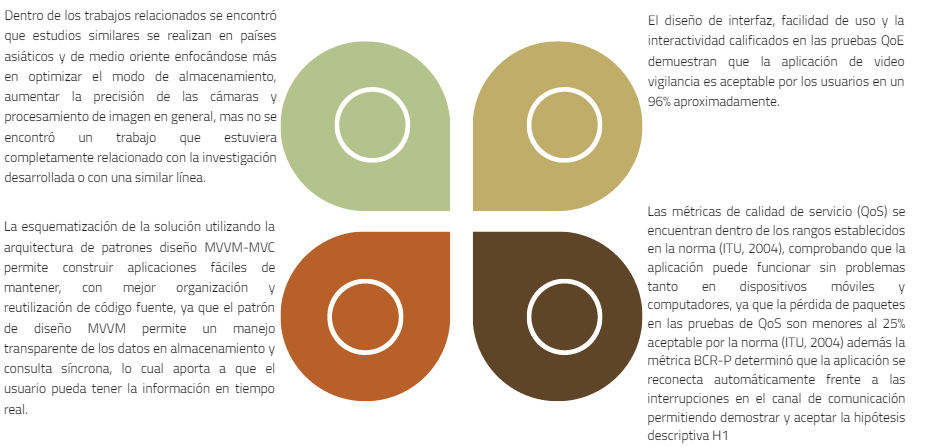 Dentro de los trabajos relacionados se encontró
que estudios similares se realizan en países
asiáticos y de medio oriente enfocándose más
en optimizar el modo de almacenamiento,
aumentar la precisión de las cámaras y
procesamiento de imagen en general, mas no se
encontró un trabajo que estuviera
completamente relacionado con la investigación
desarrollada o con una similar línea.
El diseño de interfaz, facilidad de uso y la
interactividad calificados en las pruebas QoE
demuestran que la aplicación de video
vigilancia es aceptable por los usuarios en un
96% aproximadamente.
La esquematización de la solución utilizando la
arquitectura de patrones diseño MVVM-MVC
permite construir aplicaciones fáciles de
mantener, con mejor organización y
reutilización de código fuente, ya que el patrón
de diseño MVVM permite un manejo
transparente de los datos en almacenamiento y
consulta síncrona, lo cual aporta a que el
usuario pueda tener la información en tiempo
real.
Las métricas de calidad de servicio (QoS) se
encuentran dentro de los rangos establecidos
en la norma (ITU, 2004), comprobando que la
aplicación puede funcionar sin problemas
tanto en dispositivos móviles y
computadores, ya que la pérdida de paquetes
en las pruebas de QoS son menores al 25%
aceptable por la norma (ITU, 2004) además la
métrica BCR-P determinó que la aplicación se
reconecta automáticamente frente a las
interrupciones en el canal de comunicación
permitiendo demostrar y aceptar la hipótesis
descriptiva H1